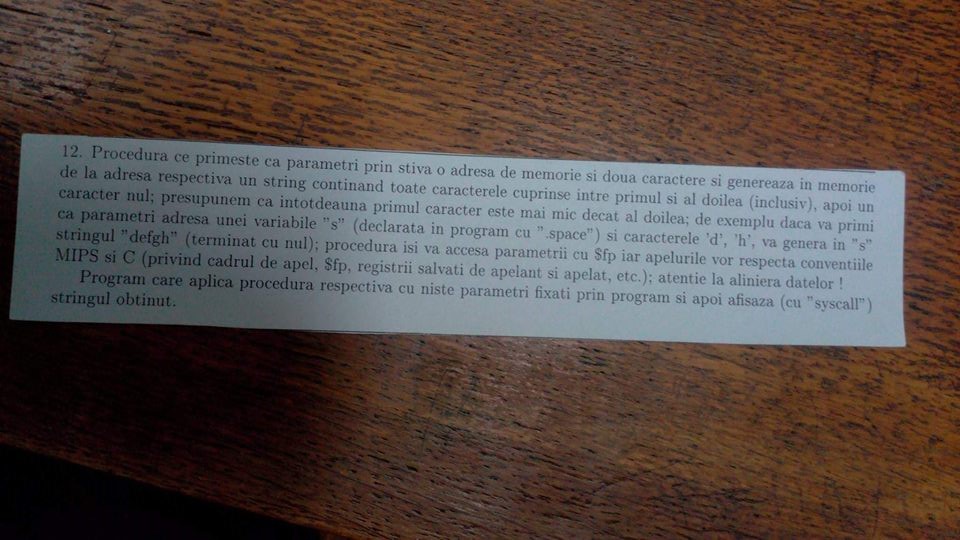 12. Procedura ce primeste ca parametri prin stiva o adresa de memorie si doua caractere si genereaza in memorie
de la adresa respectiva un string continand toate caracterele cuprinse intre primul si al doilea (inclusiv), apoi un
caracter nul; presupunem ca intotdeauna primul caracter este mai mic decat al doilea; de exemplu daca va primi
ca parametri adresa unei variabile "s" (declarata in program cu ".space") si caracterele 'd', 'h', va genera in "s"
stringul "defgh" (terminat cu nul); procedura isi va accesa parametrii cu $fp iar apelurile vor respecta conventiile
MIPS si C (privind cadrul de apel, $fp, registrii salvati de apelant si apelat, etc.); atentie la aliniera datelor !
Program care aplica procedura respectiva cu niste parametri fixati prin program si apoi afisaza (cu "syscall")
stringul obtinut.